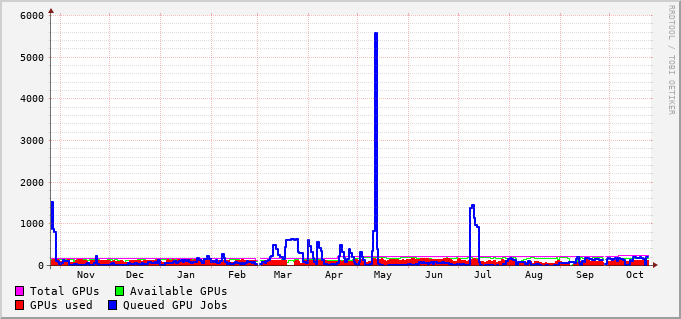 6000
5000
4000
3000
2000
1000
0
Nov Dec Jan Feb Mar Apr May Jun Jul Aug Sep Oct
Total GPUs Available GPUs
GPUs used Queued GPU Jobs
RRDTOOL / TOBI OETIKER